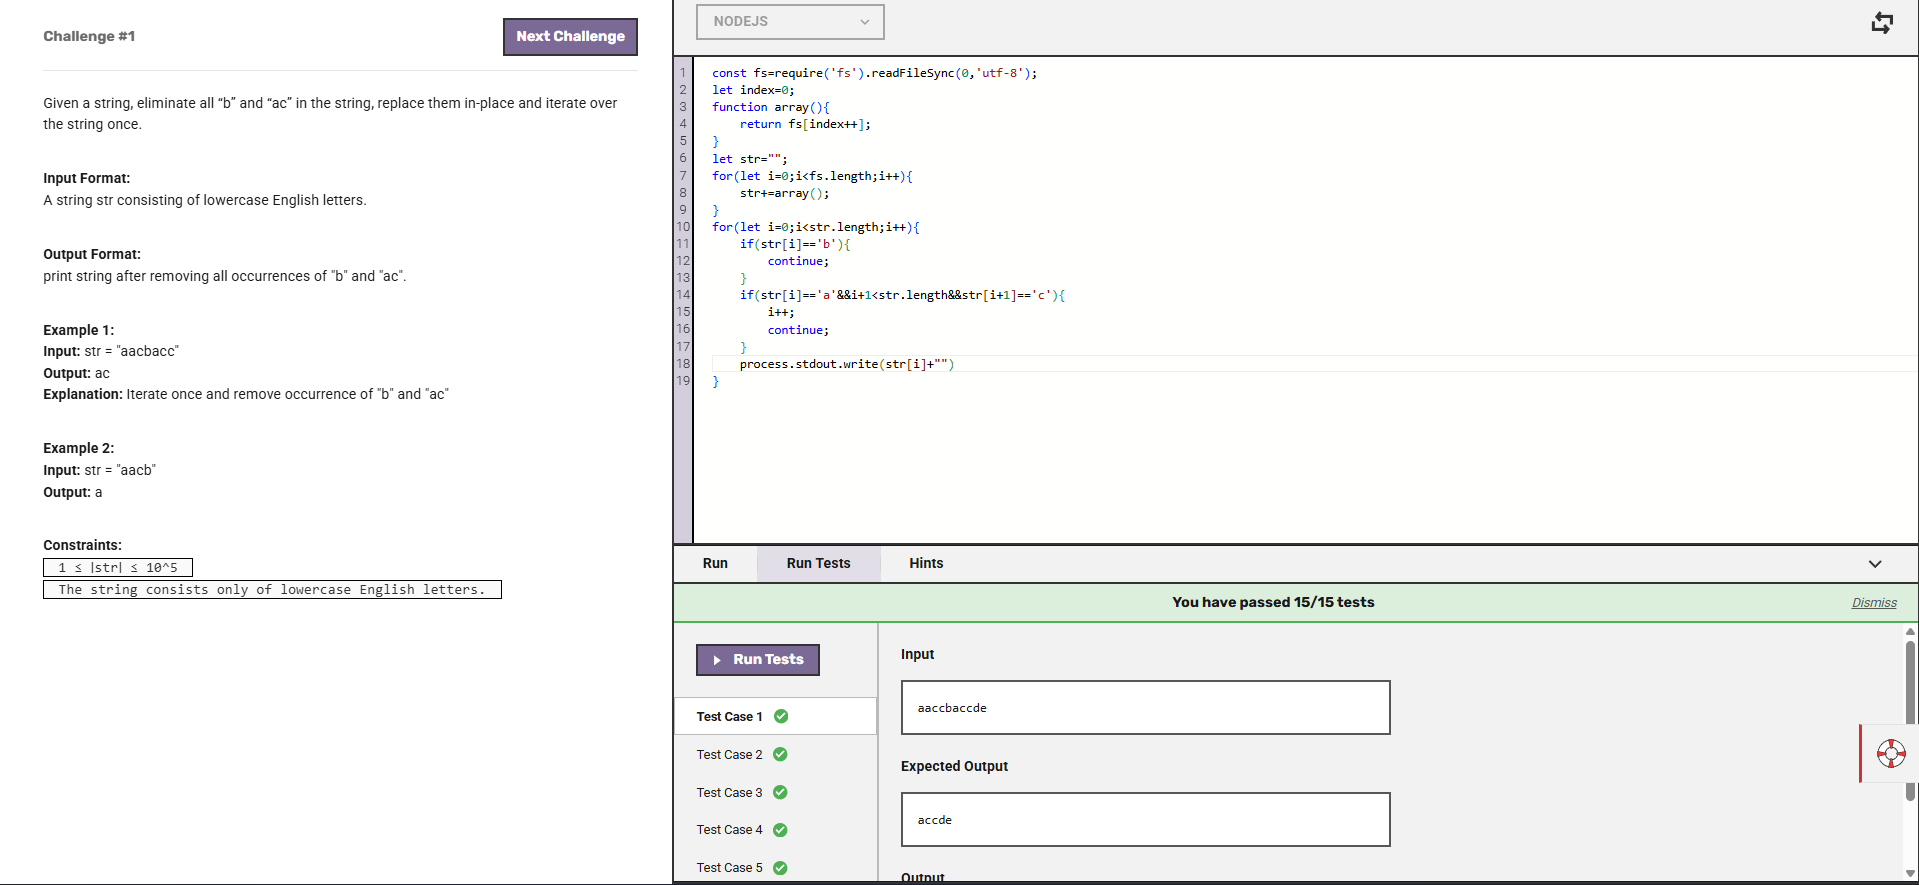 Challenge #1
Next Challenge
Given a string, eliminate all “b” and “ac” in the string, replace them in-place and iterate over
the string once.
Input Format:
A string str consisting of lowercase English letters.
Output Format:
print string after removing all occurrences of "b" and "ac".
Example 1:
Input: str = "aacbacc"
Output: ac
Explanation: Iterate once and remove occurrence of "b" and "ac"
Example 2:
Input: str = "aacb"
Output: a
Constraints:
1 ≤ |str| ≤ 10^5
The string consists only of lowercase English letters.
NODEJS
1 const fs=require('fs').readFileSync(0,'utf-8');
2 let index=0;
3 function array(){
4     return fs[index++];
5 }
6 let str="";
7 for(let i=0;i<fs.length;i++){
8     str+=array();
9 }
10 for(let i=0;i<str.length;i++){
11     if(str[i]=='b'){
12         continue;
13     }
14     if(str[i]=='a'&&i+1<str.length&&str[i+1]=='c'){
15         i++;
16         continue;
17     }
18     process.stdout.write(str[i]+"")
19 }
Run
Run Tests
Hints
You have passed 15/15 tests
Dismiss
Run Tests
Test Case 1
Test Case 2
Test Case 3
Test Case 4
Test Case 5
Input
aaccbaccde
Expected Output
accde
Output